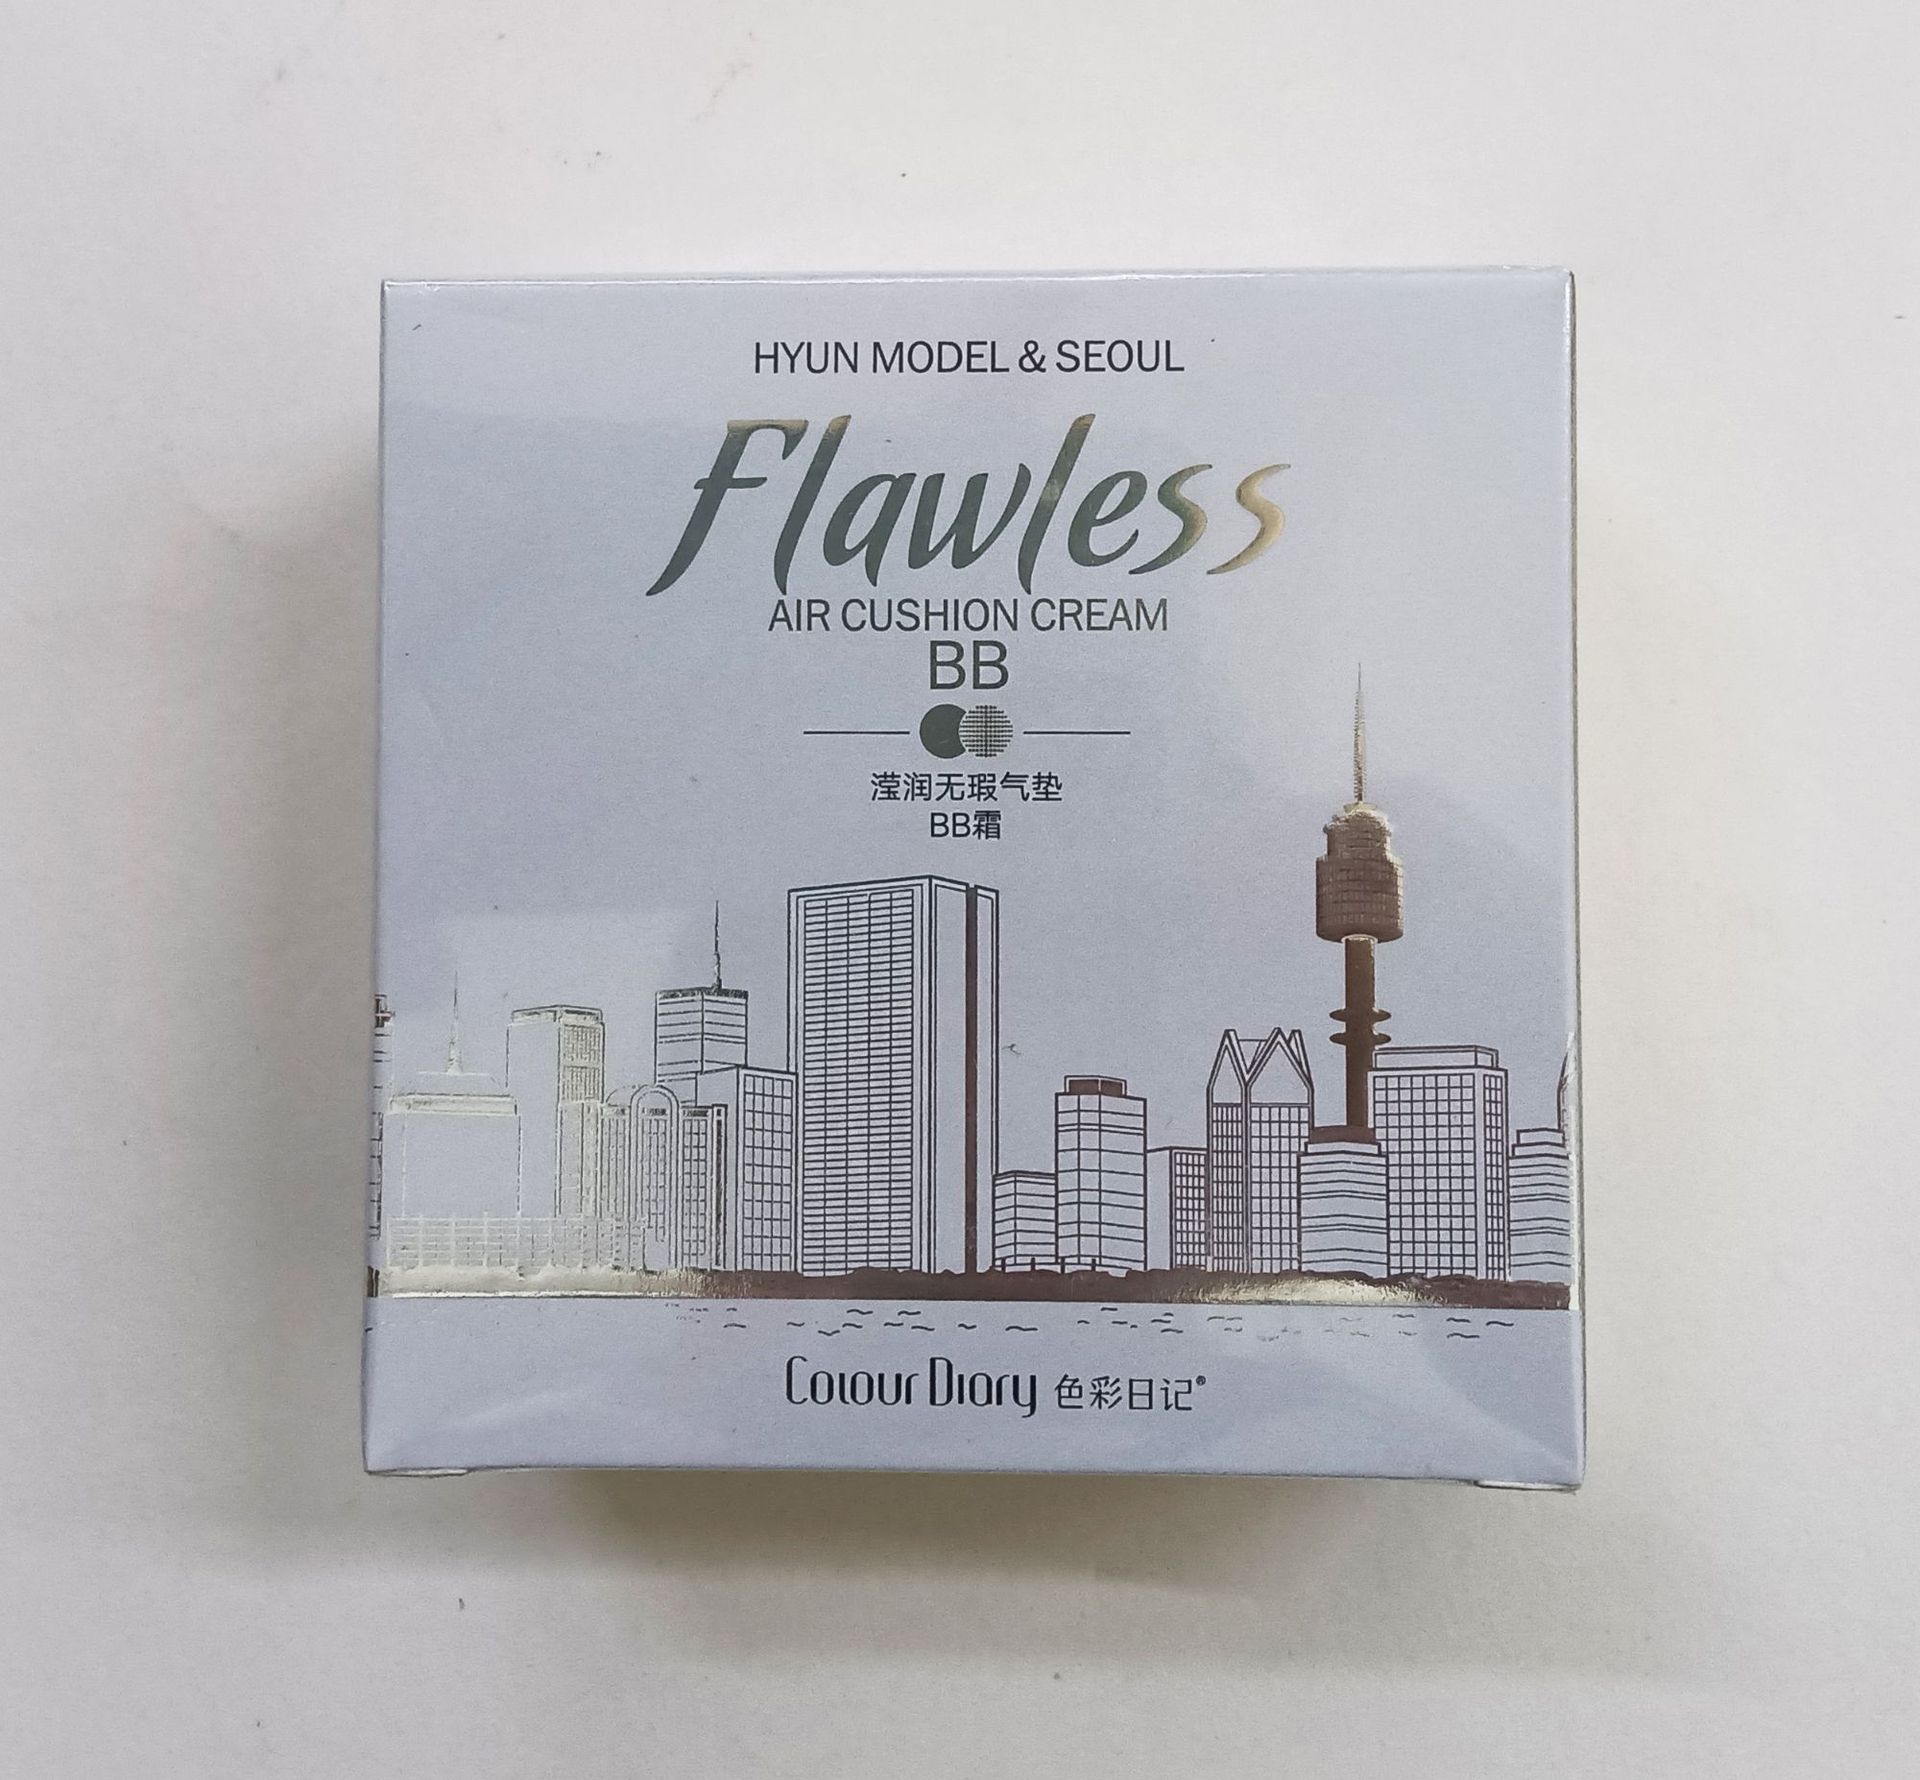 HYUN MODEL & SEOUL
Flawless
AIR CUSHION CREAM
BB
滢润无瑕气垫
BB霜
Colour Diary 色彩日记®